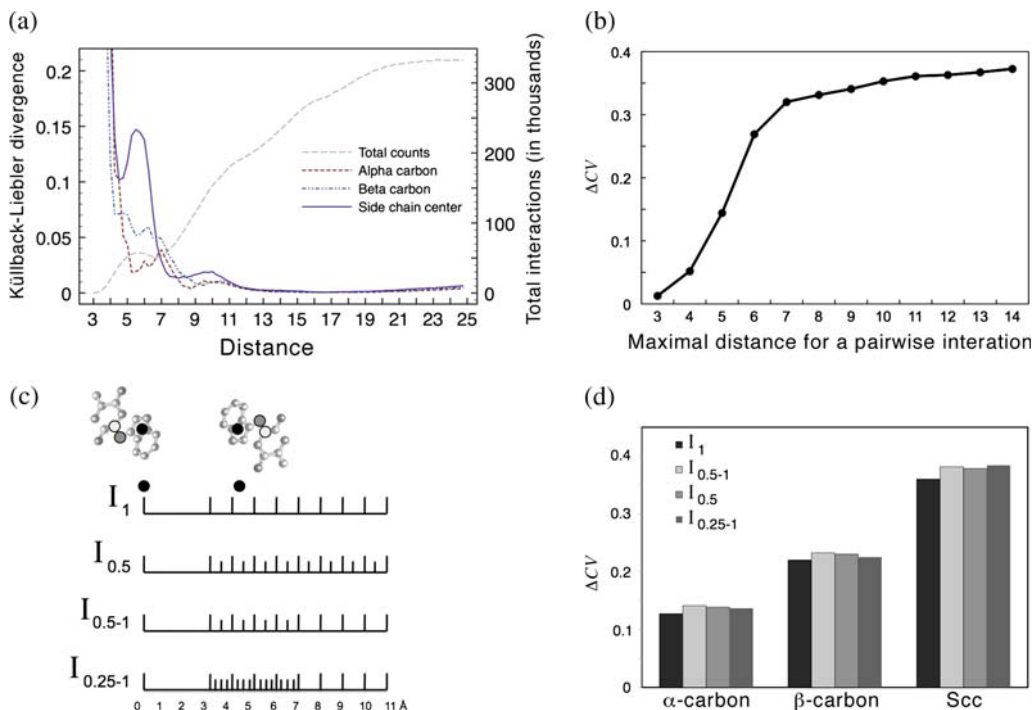 (a)
Küllback-Liebler divergence
0.2
0.15
0.1
0.05
0
Total counts
Alpha carbon
Beta carbon
Side chain center
300
200
100
0
Total interactions (in thousands)
3 5 7 9 11 13 15 17 19 21 23 25
Distance
(b)
ΔCV
0.4
0.3
0.2
0.1
0
3 4 5 6 7 8 9 10 11 12 13 14
Maximal distance for a pairwise interation
(c)
I1
I0.5
I0.5-1
I0.25-1
0 1 2 3 4 5 6 7 8 9 10 11 Å
(d)
ΔCV
0.4
0.3
0.2
0.1
0
I1
I0.5-1
I0.5
I0.25-1
α-carbon β-carbon Scc